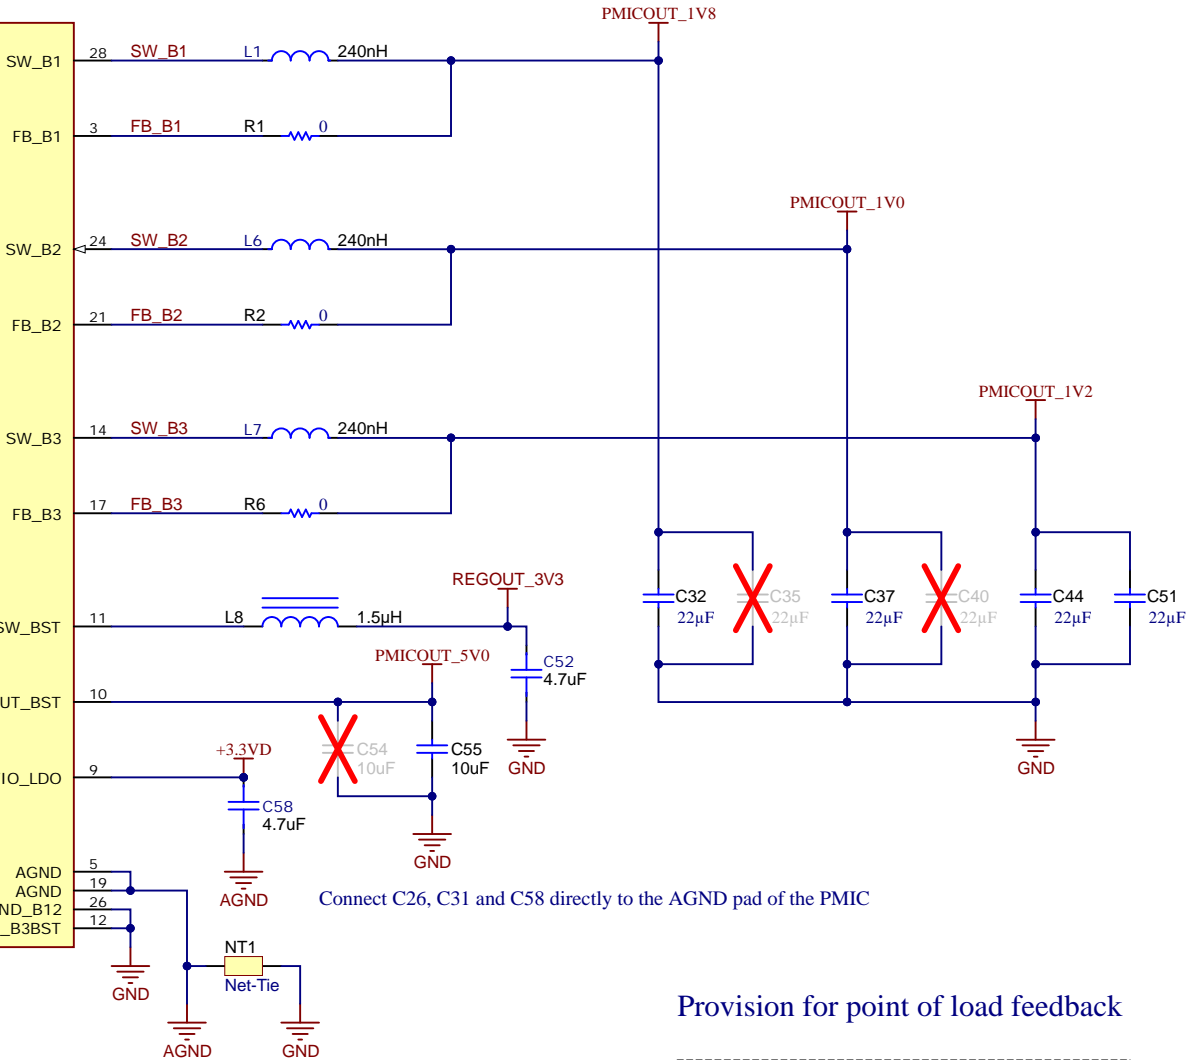 PMICOUT_1V8
SW_B1 28 SW_B1 L1 240nH
FB_B1 3 FB_B1 R1 0
PMICOUT_1V0
SW_B2 24 SW_B2 L6 240nH
FB_B2 21 FB_B2 R2 0
PMICOUT_1V2
SW_B3 14 SW_B3 L7 240nH
FB_B3 17 FB_B3 R6 0
C32 22µF
C35 22µF
C37 22µF
C40 22µF
C44 22µF
C51 22µF
GND
REGOUT_3V3
SW_BST 11 L8 1.5µH
C52
4.7uF
GND
PMICOUT_5V0
UT_BST 10
C54
10uF
C55
10uF
GND
+3.3VD
IO_LDO 9
C58
4.7uF
AGND
AGND 5
AGND 19
ND_B12 26
_B3BST 12
GND
Connect C26, C31 and C58 directly to the AGND pad of the PMIC
NT1
Net-Tie
AGND
GND
Provision for point of load feedback